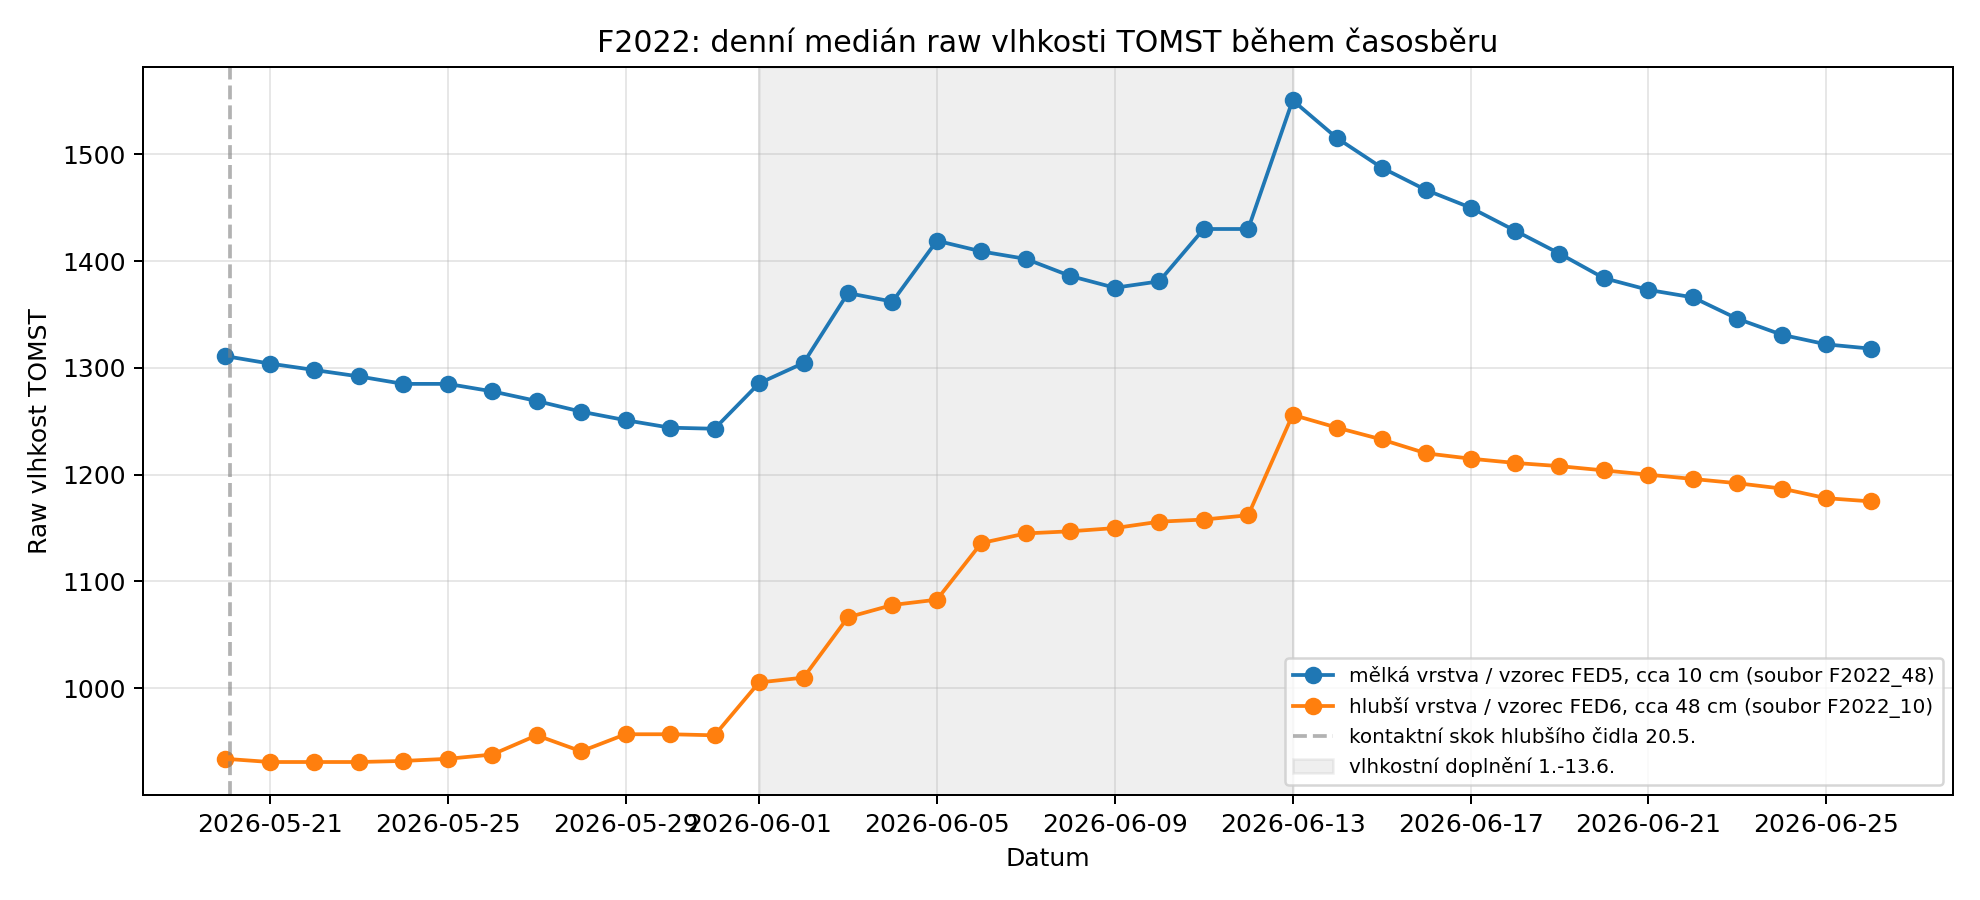 F2022: denní medián raw vlhkosti TOMST během časosběru
Raw vlhkost TOMST
1500
1400
1300
1200
1100
1000
mělká vrstva / vzorec FED5, cca 10 cm (soubor F2022_48)
hlubší vrstva / vzorec FED6, cca 48 cm (soubor F2022_10)
kontaktní skok hlubšího čidla 20.5.
vlhkostní doplnění 1.-13.6.
2026-05-21 2026-05-25 2026-05-29 2026-06-01 2026-06-05 2026-06-09 2026-06-13 2026-06-17 2026-06-21 2026-06-25
Datum